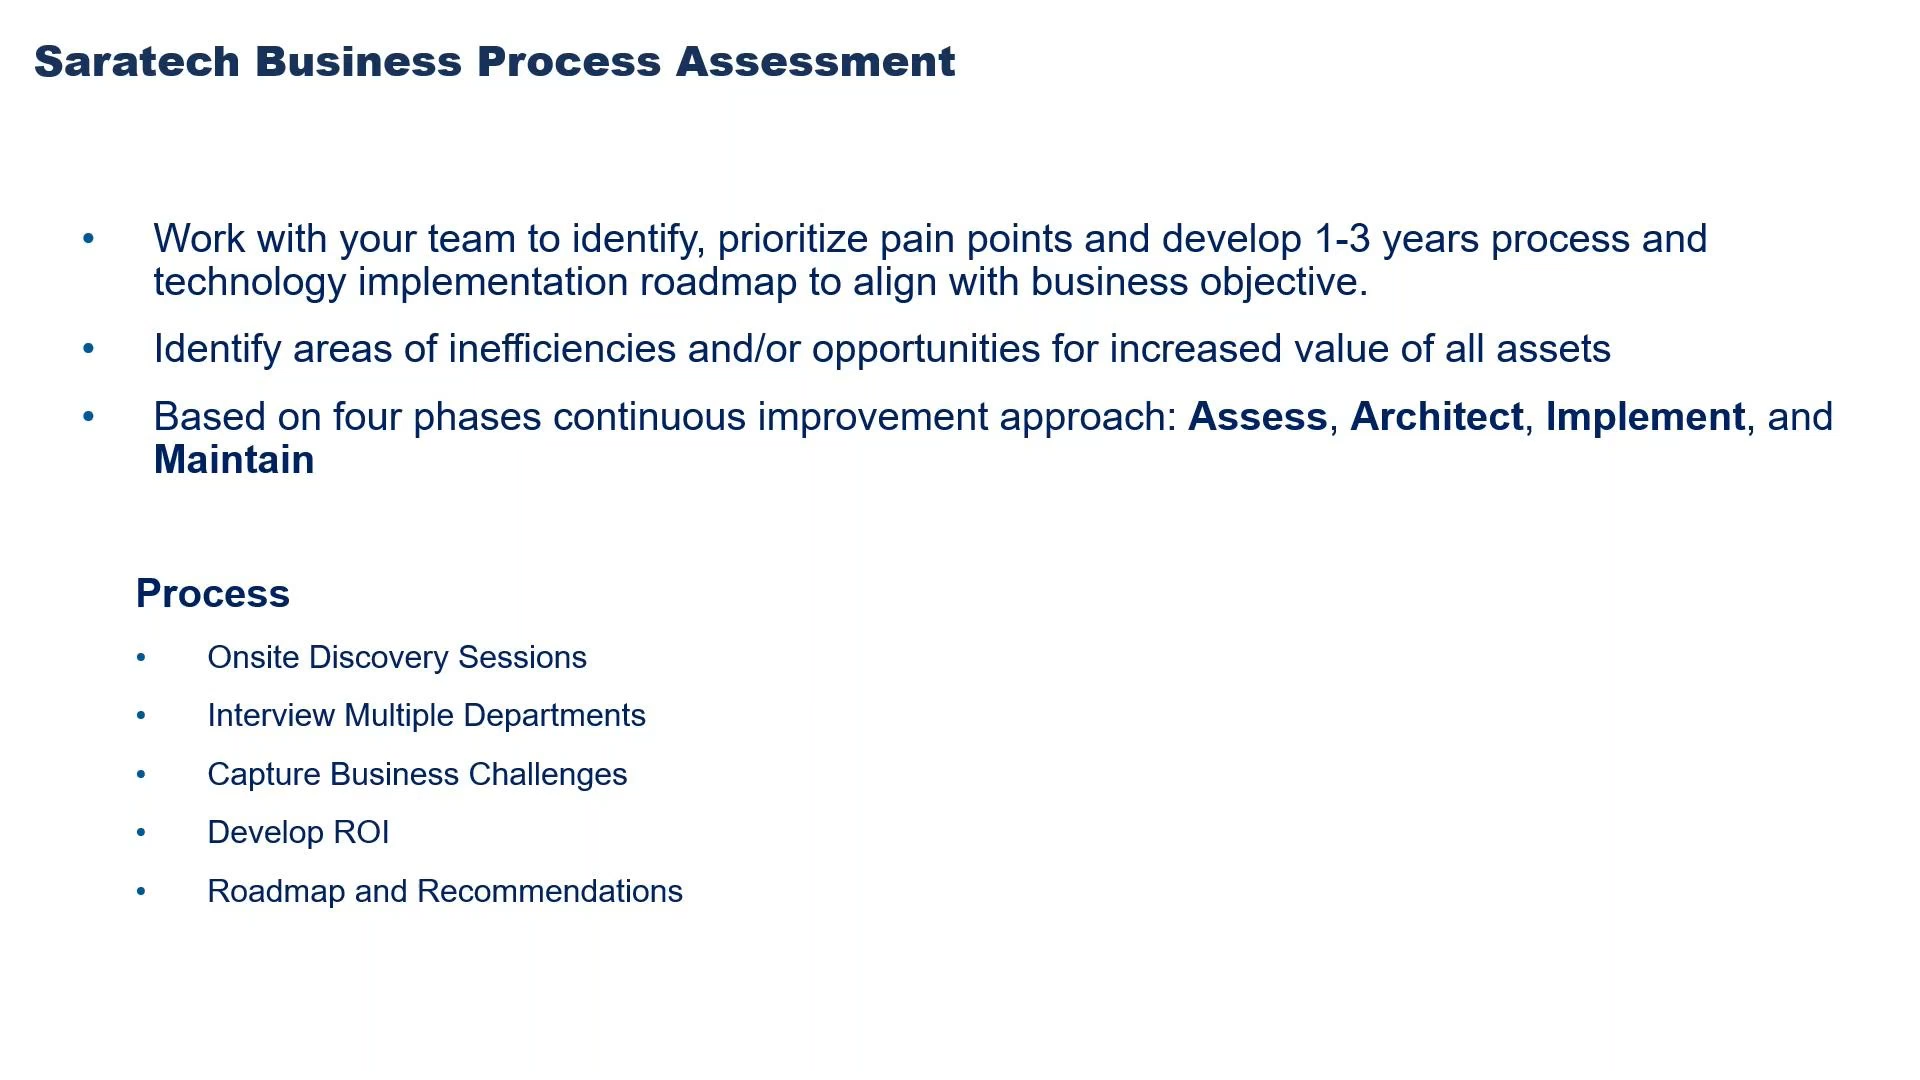 Saratech Business Process Assessment
• Work with your team to identify, prioritize pain points and develop 1-3 years process and
technology implementation roadmap to align with business objective.
• Identify areas of inefficiencies and/or opportunities for increased value of all assets
• Based on four phases continuous improvement approach: Assess, Architect, Implement, and
Maintain
Process
• Onsite Discovery Sessions
• Interview Multiple Departments
• Capture Business Challenges
• Develop ROI
• Roadmap and Recommendations